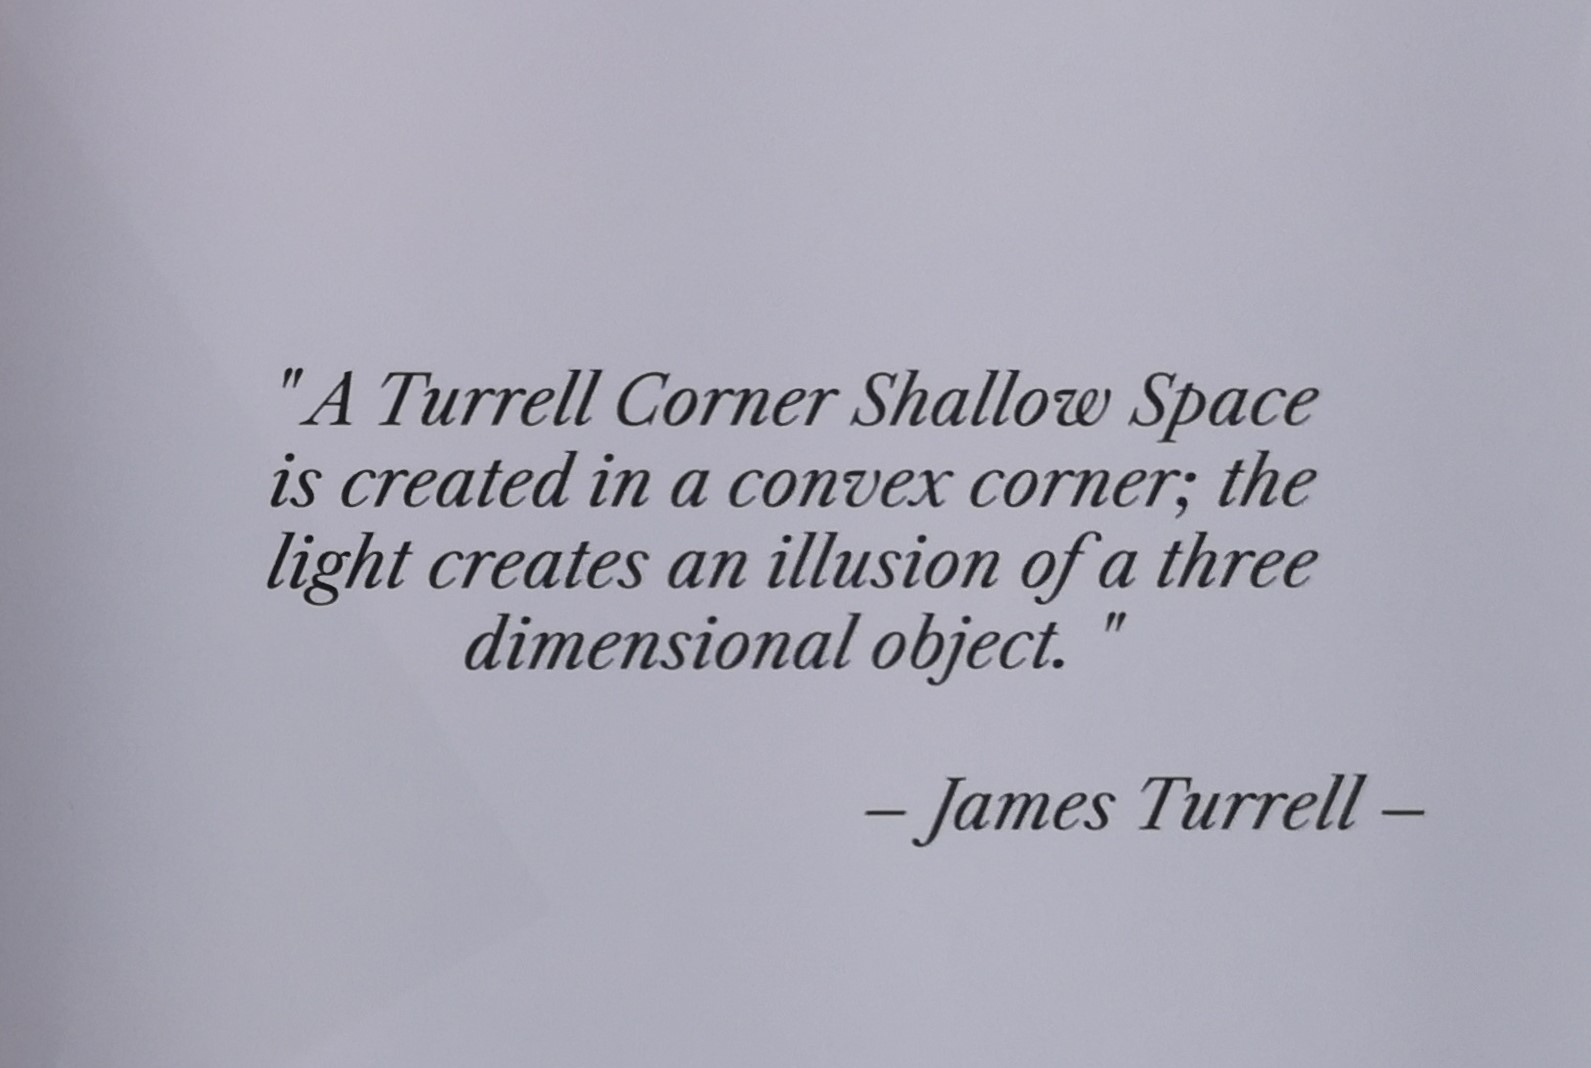 "A Turrell Corner Shallow Space
is created in a convex corner; the
light creates an illusion of a three
dimensional object. "
– James Turrell –